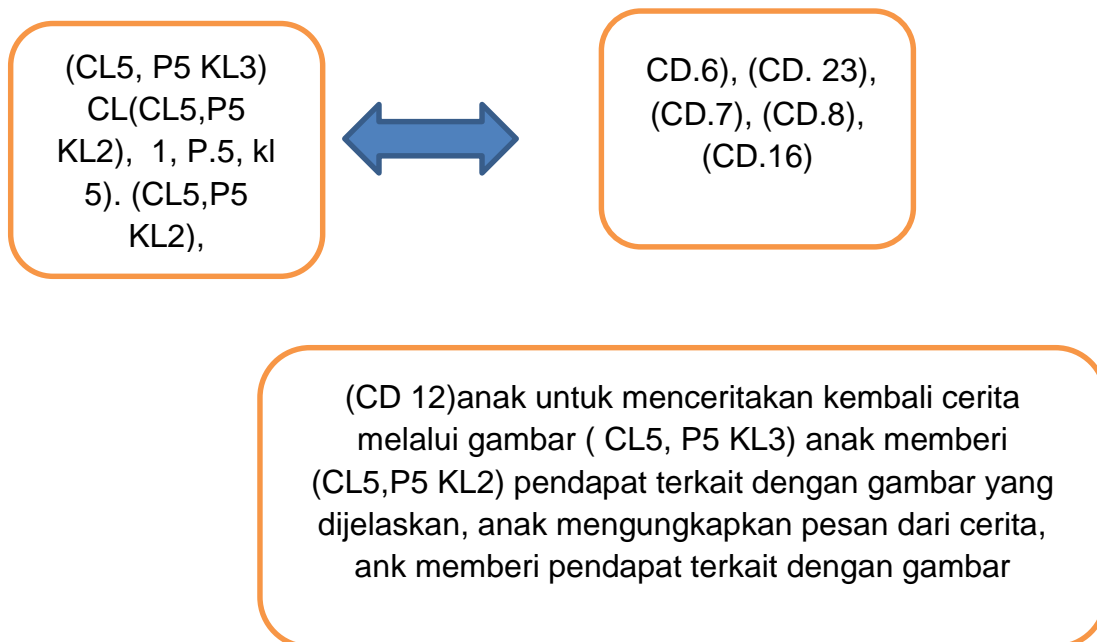 (CL5, P5 KL3)
CL(CL5,P5
KL2),  1, P.5, kl
5). (CL5,P5
KL2),
CD.6), (CD. 23),
(CD.7), (CD.8),
(CD.16)
(CD 12)anak untuk menceritakan kembali cerita
melalui gambar ( CL5, P5 KL3) anak memberi
(CL5,P5 KL2) pendapat terkait dengan gambar yang
dijelaskan, anak mengungkapkan pesan dari cerita,
ank memberi pendapat terkait dengan gambar